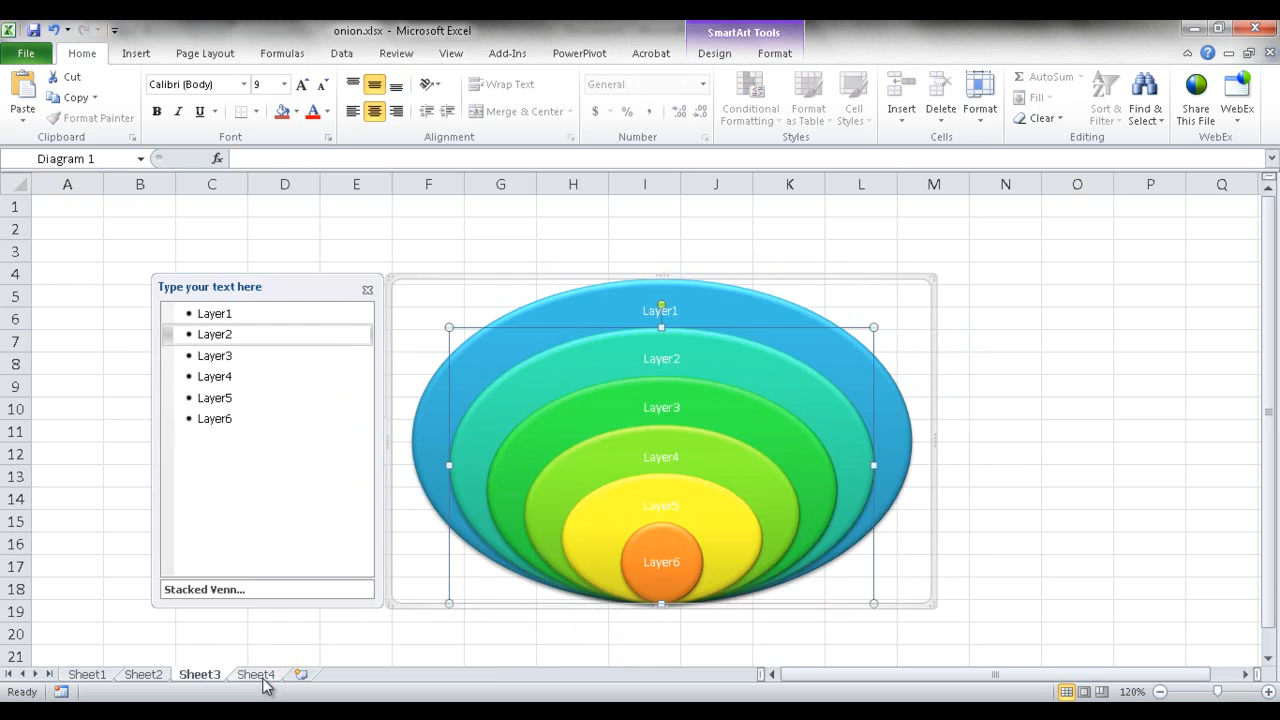 onion.xlsx - Microsoft Excel
SmartArt Tools
File Home Insert Page Layout Formulas Data Review View Add-Ins PowerPivot Acrobat Design Format
Paste
Cut
Copy
Format Painter
Clipboard
Calibri (Body) 9
B I U
Font
Wrap Text
Merge & Center
Alignment
General
$ % ,
Number
Conditional Formatting
Format as Table
Cell Styles
Styles
Insert Delete Format
Cells
AutoSum
Fill
Clear
Sort & Filter
Find & Select
Editing
Share This File
WebEx
WebEx
Diagram 1 fx
A B C D E F G H I J K L M N O P Q
1
2
3
4
5
6
7
8
9
10
11
12
13
14
15
16
17
18
19
20
21
Type your text here
Layer1
Layer2
Layer3
Layer4
Layer5
Layer6
Stacked Venn...
Layer1
Layer2
Layer3
Layer4
Layer5
Layer6
Sheet1 Sheet2 Sheet3 Sheet4
Ready 120%